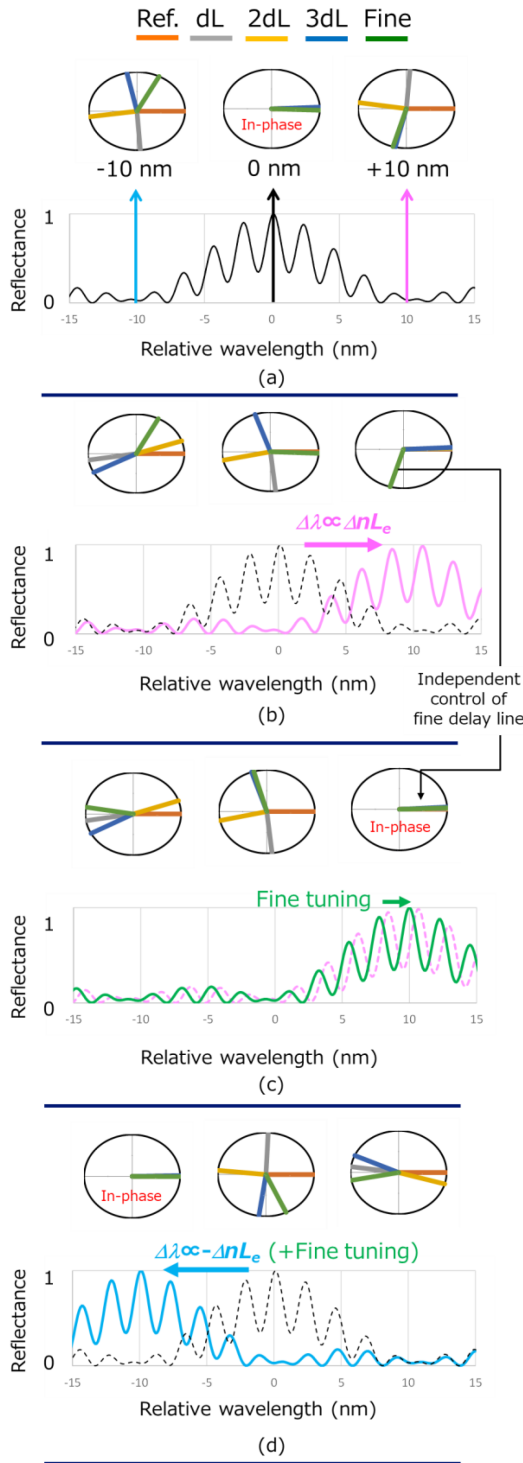 Ref. dL 2dL 3dL Fine
In-phase
-10 nm 0 nm +10 nm
Reflectance
1
0
-15 -10 -5 0 5 10 15
Relative wavelength (nm)
(a)
Δλ∝ΔnLₑ
Reflectance
1
0
-15 -10 -5 0 5 10 15
Relative wavelength (nm)
(b)
Independent
control of
fine delay line
In-phase
Fine tuning
Reflectance
1
0
-15 -10 -5 0 5 10 15
Relative wavelength (nm)
(c)
In-phase
Δλ∝-ΔnLₑ (+Fine tuning)
Reflectance
1
0
-15 -10 -5 0 5 10 15
Relative wavelength (nm)
(d)